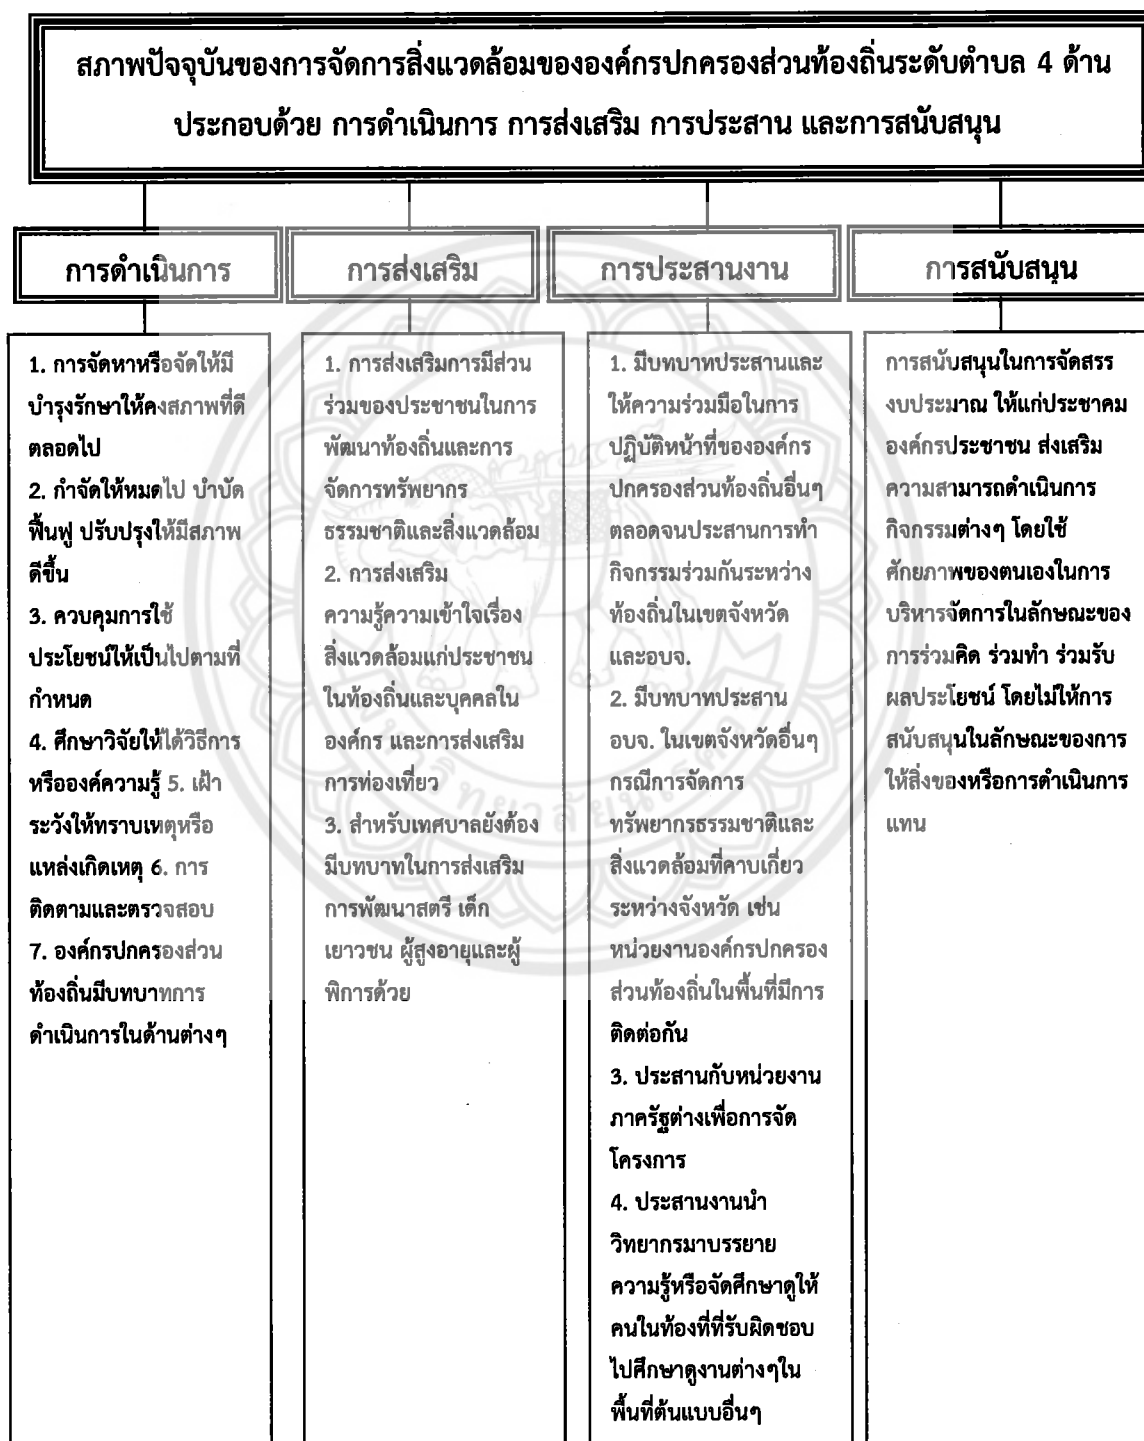 สภาพปัจจุบันของการจัดการสิ่งแวดล้อมขององค์กรปกครองส่วนท้องถิ่นระดับตำบล 4 ด้าน
ประกอบด้วย การดำเนินการ การส่งเสริม การประสาน และการสนับสนุน
การดำเนินการ
1. การจัดหาหรือจัดให้มี
บำรุงรักษาให้คงสภาพที่ดี
ตลอดไป
2. กำจัดให้หมดไป บำบัด
ฟื้นฟู ปรับปรุงให้มีสภาพ
ดีขึ้น
3. ควบคุมการใช้
ประโยชน์ให้เป็นไปตามที่
กำหนด
4. ศึกษาวิจัยให้ได้วิธีการ
หรือองค์ความรู้ 5. เฝ้า
ระวังให้ทราบเหตุหรือ
แหล่งเกิดเหตุ 6. การ
ติดตามและตรวจสอบ
7. องค์กรปกครองส่วน
ท้องถิ่นมีบทบาทการ
ดำเนินการในด้านต่างๆ
การส่งเสริม
1. การส่งเสริมการมีส่วน
ร่วมของประชาชนในการ
พัฒนาท้องถิ่นและการ
จัดการทรัพยากร
ธรรมชาติและสิ่งแวดล้อม
2. การส่งเสริม
ความรู้ความเข้าใจเรื่อง
สิ่งแวดล้อมแก่ประชาชน
ในท้องถิ่นและบุคคลใน
องค์กร และการส่งเสริม
การท่องเที่ยว
3. สำหรับเทศบาลยังต้อง
มีบทบาทในการส่งเสริม
การพัฒนาสตรี เด็ก
เยาวชน ผู้สูงอายุและผู้
พิการด้วย
การประสานงาน
1. มีบทบาทประสานและ
ให้ความร่วมมือในการ
ปฏิบัติหน้าที่ขององค์กร
ปกครองส่วนท้องถิ่นอื่นๆ
ตลอดจนประสานการทำ
กิจกรรมร่วมกันระหว่าง
ท้องถิ่นในเขตจังหวัด
และอบจ.
2. มีบทบาทประสาน
อบจ. ในเขตจังหวัดอื่นๆ
กรณีการจัดการ
ทรัพยากรธรรมชาติและ
สิ่งแวดล้อมที่คาบเกี่ยว
ระหว่างจังหวัด เช่น
หน่วยงานองค์กรปกครอง
ส่วนท้องถิ่นในพื้นที่มีการ
ติดต่อกัน
3. ประสานกับหน่วยงาน
ภาครัฐต่างเพื่อการจัด
โครงการ
4. ประสานงานนำ
วิทยากรมาบรรยาย
ความรู้หรือจัดศึกษาดูให้
คนในท้องที่ที่รับผิดชอบ
ไปศึกษาดูงานต่างๆใน
พื้นที่ต้นแบบอื่นๆ
การสนับสนุน
การสนับสนุนในการจัดสรร
งบประมาณ ให้แก่ประชาคม
องค์กรประชาชน ส่งเสริม
ความสามารถดำเนินการ
กิจกรรมต่างๆ โดยใช้
ศักยภาพของตนเองในการ
บริหารจัดการในลักษณะของ
การร่วมคิด ร่วมทำ ร่วมรับ
ผลประโยชน์ โดยไม่ให้การ
สนับสนุนในลักษณะของการ
ให้สิ่งของหรือการดำเนินการ
แทน